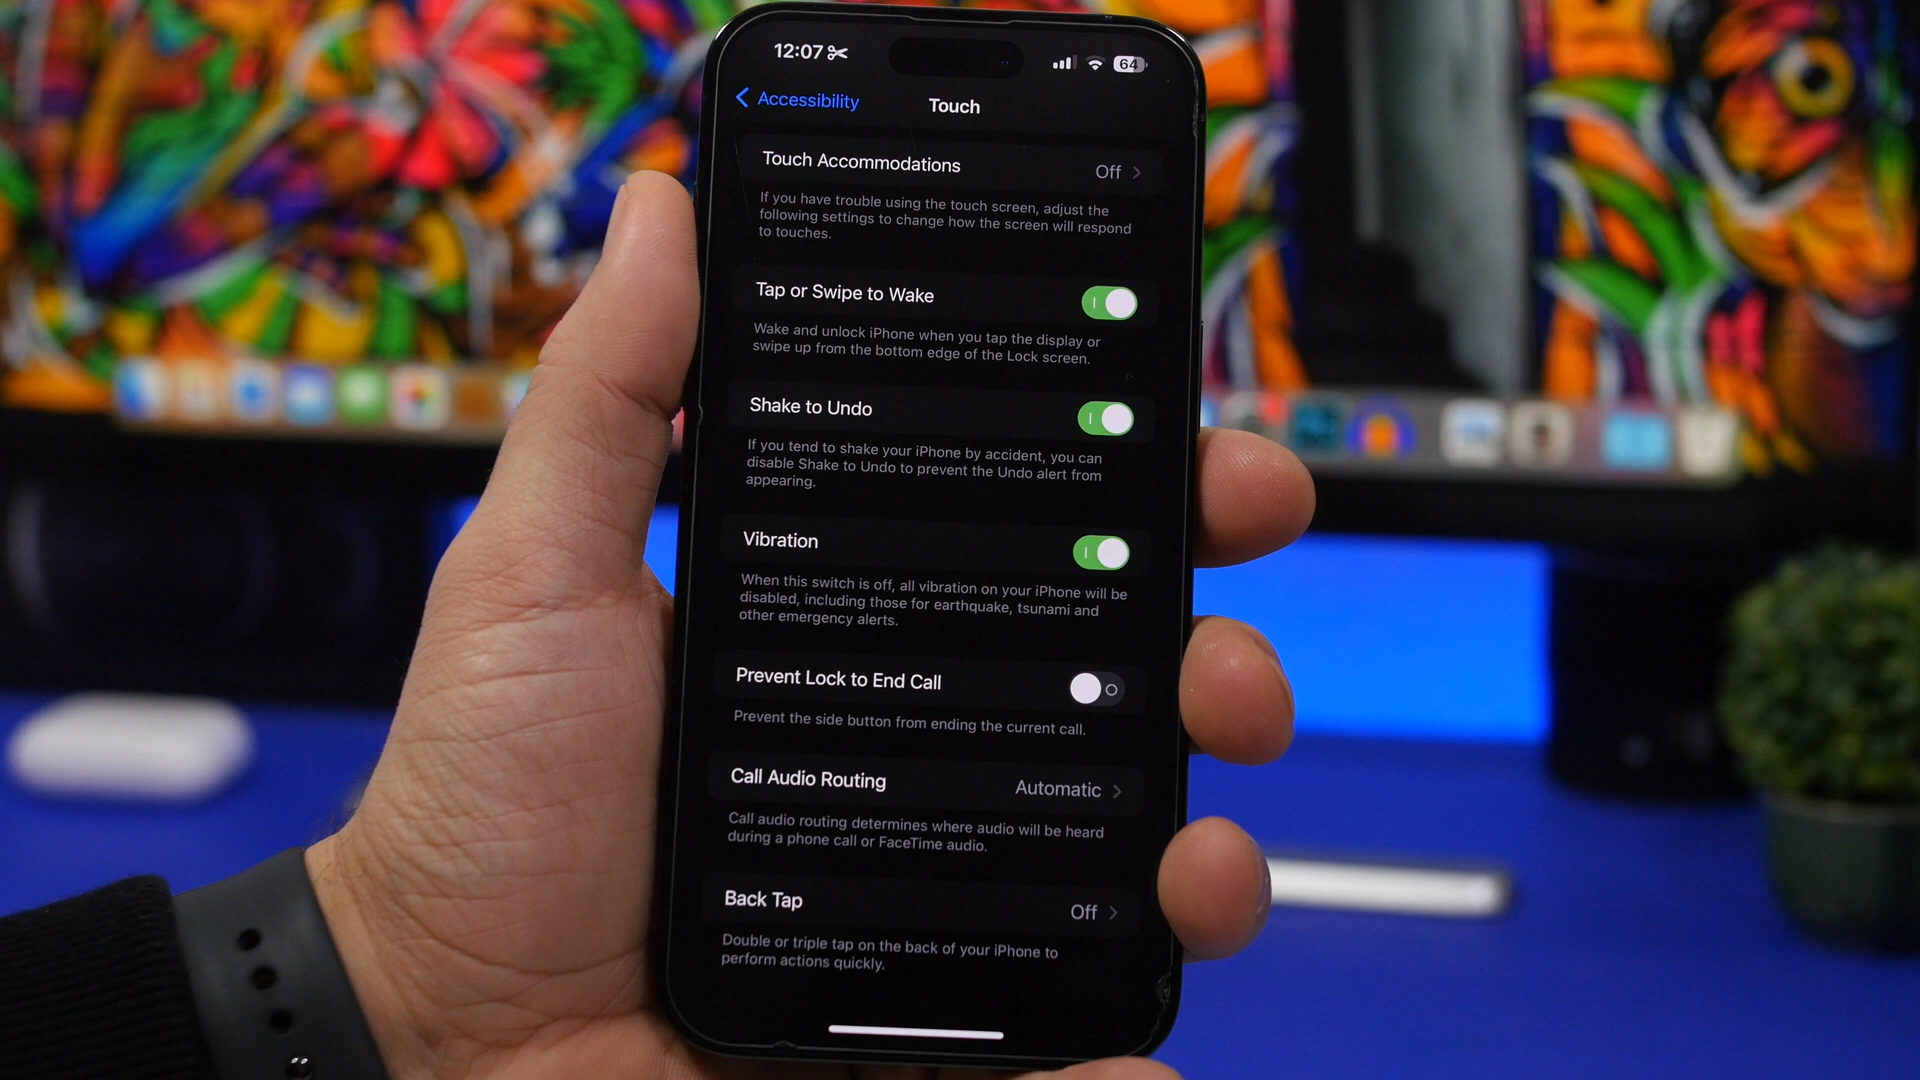 12:07
64
Accessibility
Touch
Touch Accommodations Off
If you have trouble using the touch screen, adjust the
following settings to change how the screen will respond
to touches.
Tap or Swipe to Wake
Wake and unlock iPhone when you tap the display or
swipe up from the bottom edge of the Lock screen.
Shake to Undo
If you tend to shake your iPhone by accident, you can
disable Shake to Undo to prevent the Undo alert from
appearing.
Vibration
When this switch is off, all vibration on your iPhone will be
disabled, including those for earthquake, tsunami and
other emergency alerts.
Prevent Lock to End Call
Prevent the side button from ending the current call.
Call Audio Routing Automatic
Call audio routing determines where audio will be heard
during a phone call or FaceTime audio.
Back Tap Off
Double or triple tap on the back of your iPhone to
perform actions quickly.